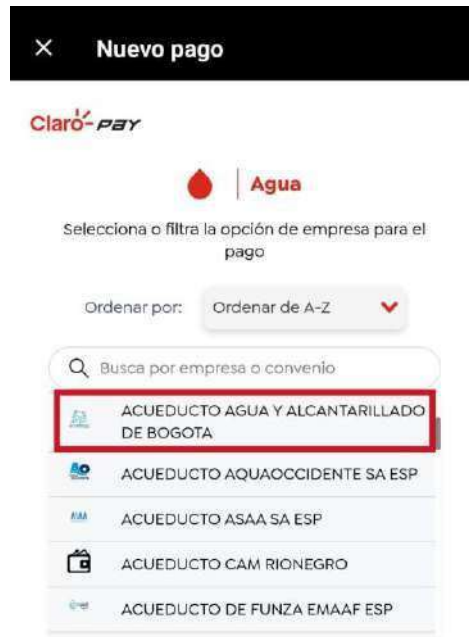 × Nuevo pago
Claro-pay
Agua
Selecciona o filtra la opción de empresa para el
pago
Ordenar por: Ordenar de A-Z
Busca por empresa o convenio
ACUEDUCTO AGUA Y ALCANTARILLADO
DE BOGOTA
ACUEDUCTO AQUAOCCIDENTE SA ESP
ACUEDUCTO ASAA SA ESP
ACUEDUCTO CAM RIONEGRO
ACUEDUCTO DE FUNZA EMAAF ESP